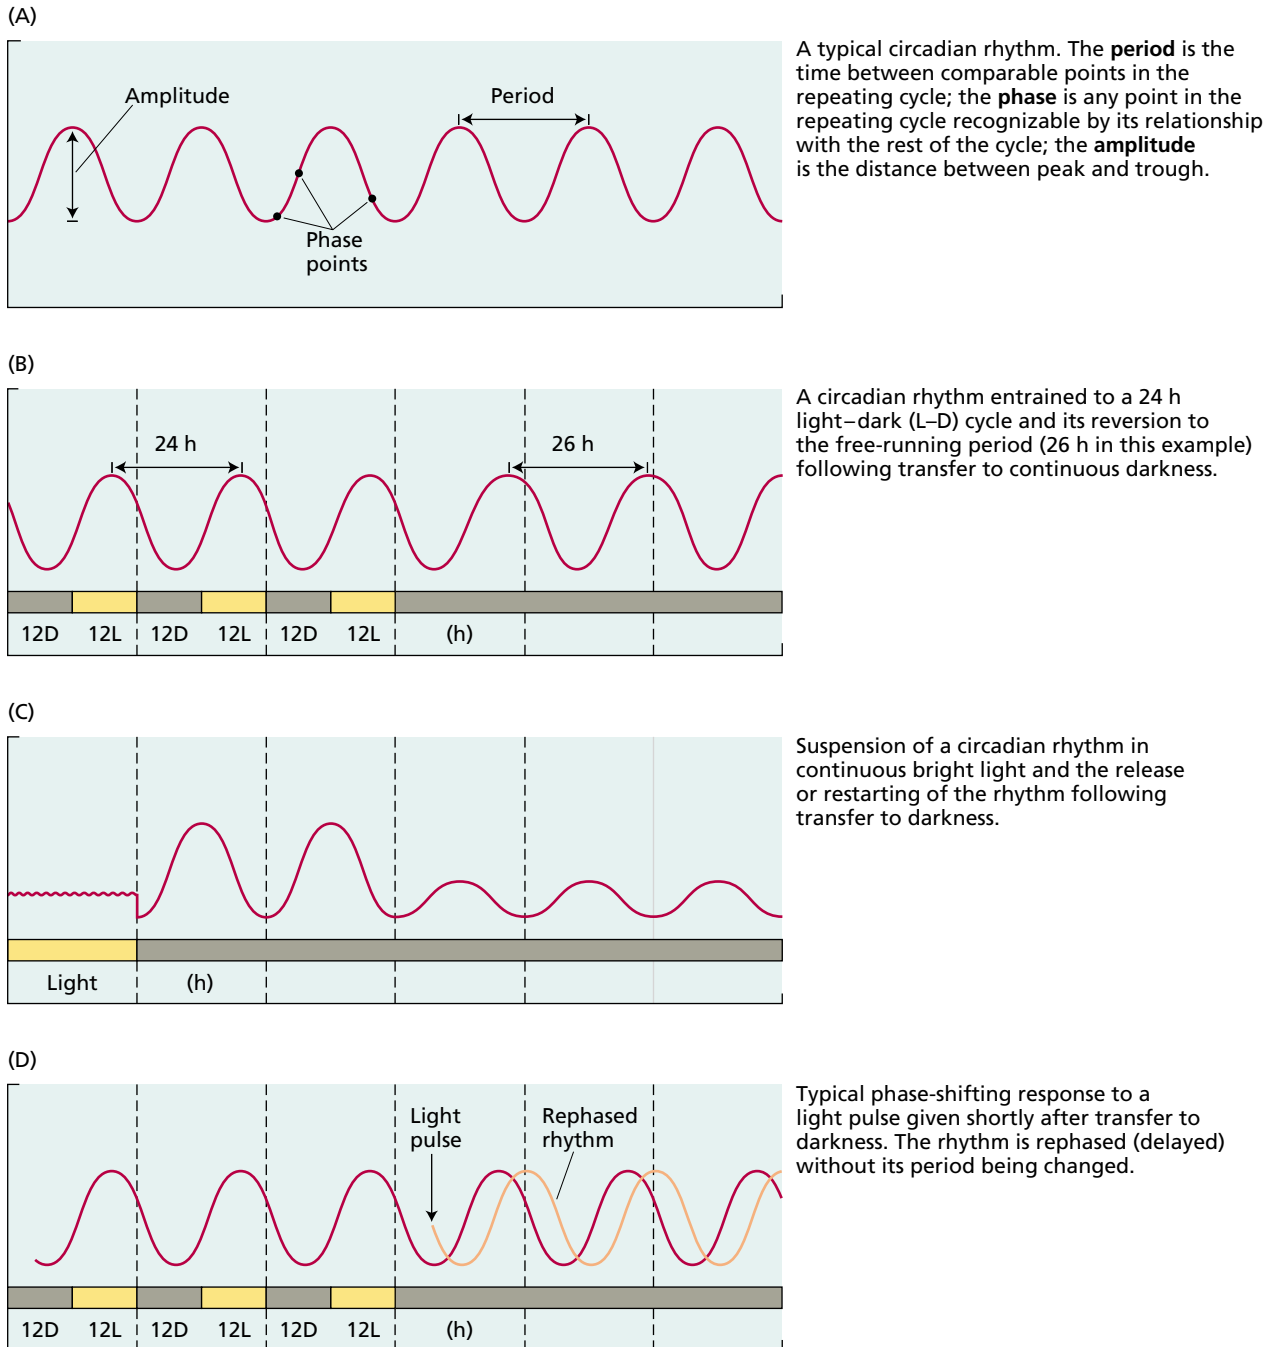 (A)
Amplitude
Period
Phase
points
A typical circadian rhythm. The period is the
time between comparable points in the
repeating cycle; the phase is any point in the
repeating cycle recognizable by its relationship
with the rest of the cycle; the amplitude
is the distance between peak and trough.
(B)
24 h
26 h
12D 12L 12D 12L 12D 12L (h)
A circadian rhythm entrained to a 24 h
light–dark (L–D) cycle and its reversion to
the free-running period (26 h in this example)
following transfer to continuous darkness.
(C)
Light (h)
Suspension of a circadian rhythm in
continuous bright light and the release
or restarting of the rhythm following
transfer to darkness.
(D)
Light
pulse
Rephased
rhythm
12D 12L 12D 12L 12D 12L (h)
Typical phase-shifting response to a
light pulse given shortly after transfer to
darkness. The rhythm is rephased (delayed)
without its period being changed.